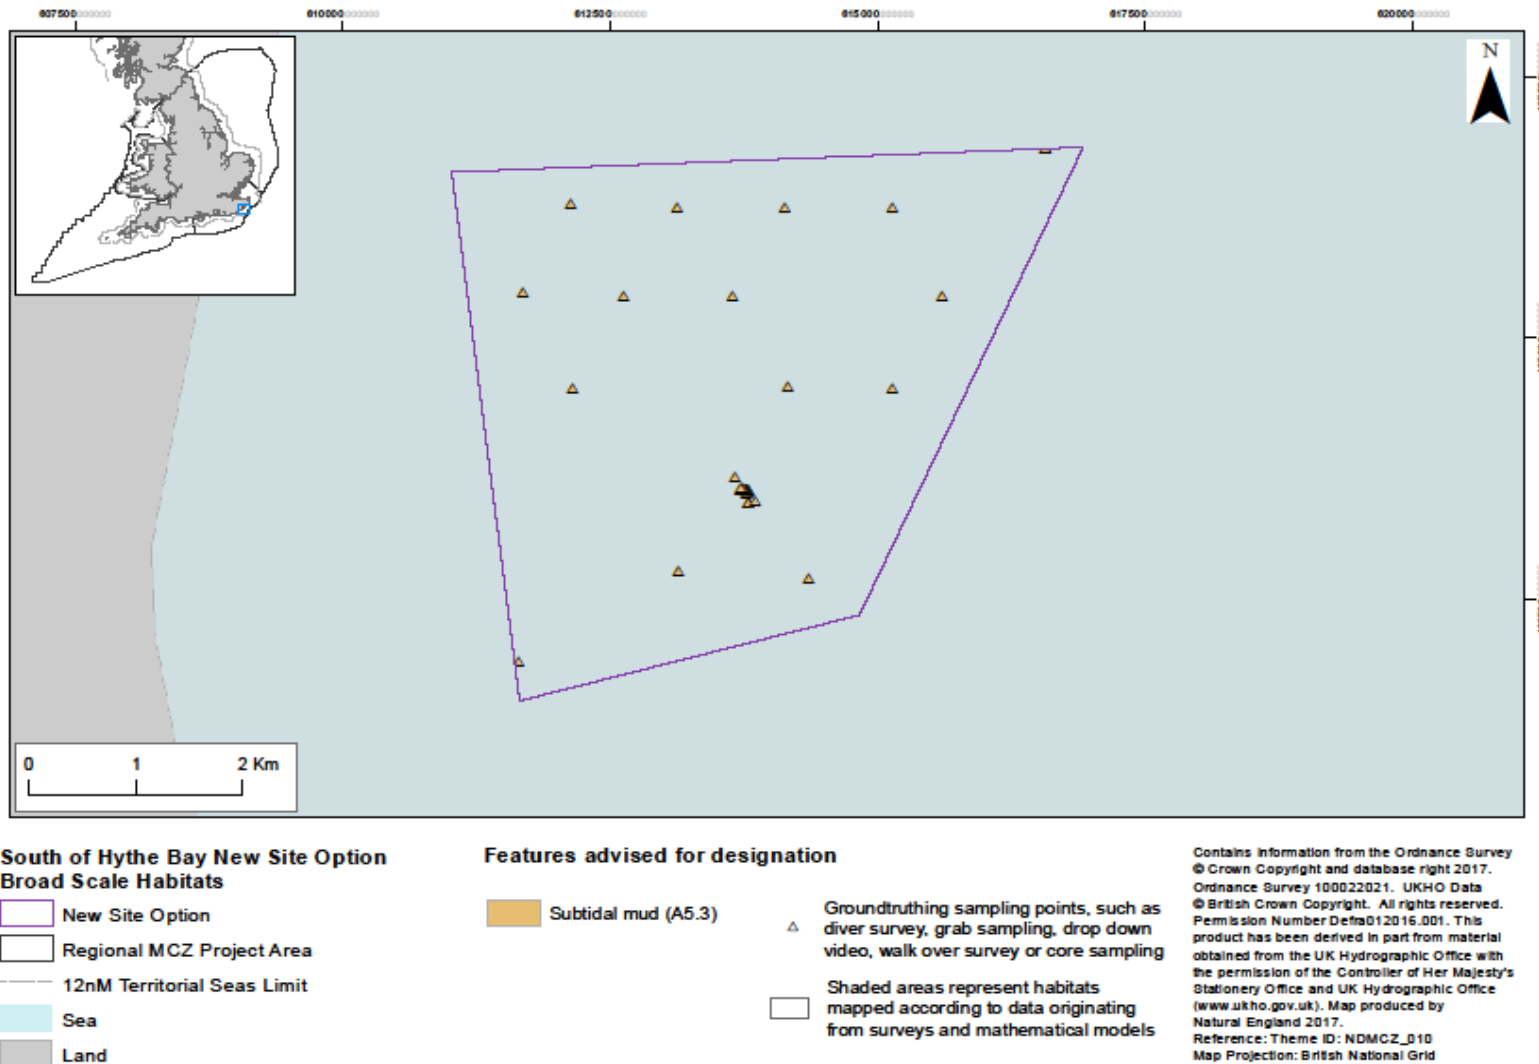 607500000000 610000000000 612500000000 615000000000 617500000000 620000000000
N
0 1 2 Km
South of Hythe Bay New Site Option
Broad Scale Habitats
New Site Option
Regional MCZ Project Area
12nM Territorial Seas Limit
Sea
Land
Features advised for designation
Subtidal mud (A5.3)
Groundtruthing sampling points, such as
diver survey, grab sampling, drop down
video, walk over survey or core sampling
Shaded areas represent habitats
mapped according to data originating
from surveys and mathematical models
Contains information from the Ordnance Survey
© Crown Copyright and database right 2017.
Ordnance Survey 100022021. UKHO Data
© British Crown Copyright. All rights reserved.
Permission Number Defra012016.001. This
product has been derived in part from material
obtained from the UK Hydrographic Office with
the permission of the Controller of Her Majesty's
Stationery Office and UK Hydrographic Office
(www.ukho.gov.uk). Map produced by
Natural England 2017.
Reference: Theme ID: NDMCZ_010
Map Projection: British National Grid